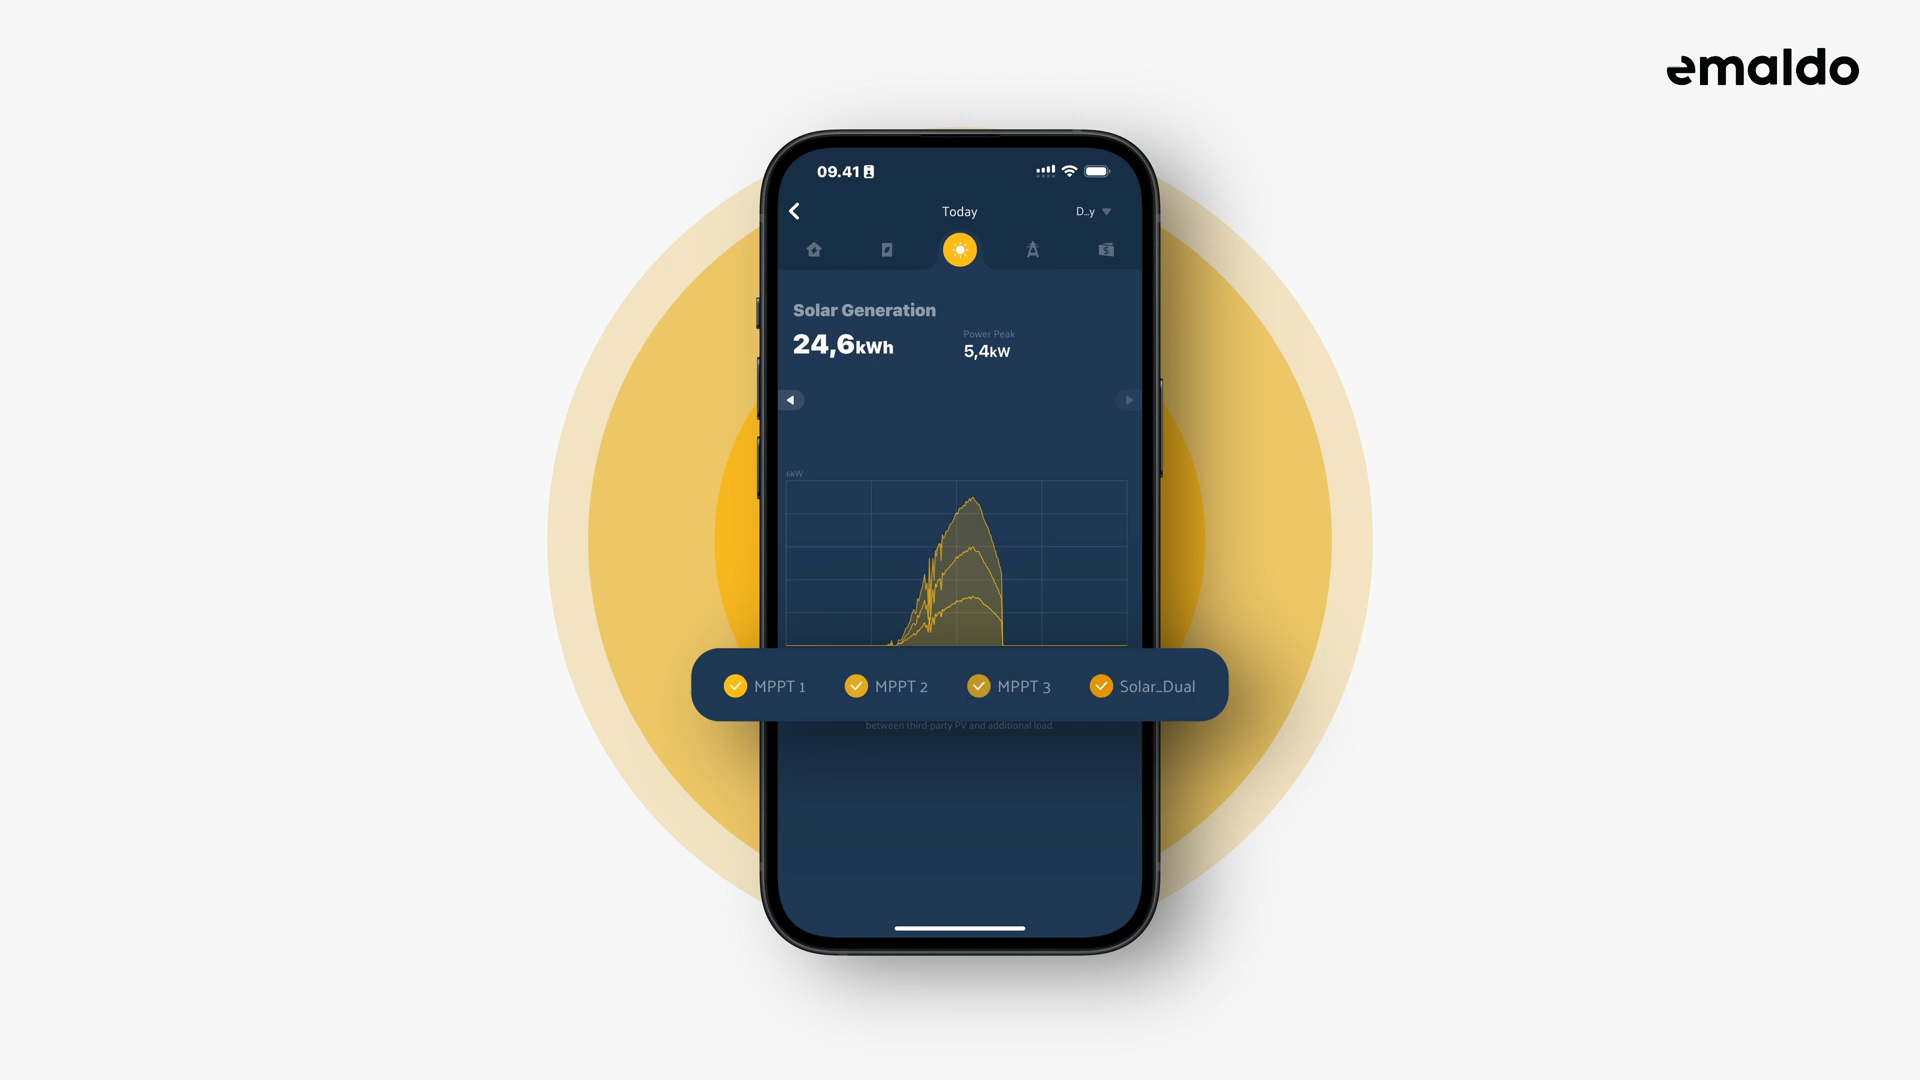 emaldo
09.41
Today
D...y
Solar Generation
24,6kWh
Power Peak
5,4kW
6kW
MPPT 1
MPPT 2
MPPT 3
Solar_Dual
between third-party PV and additional load.